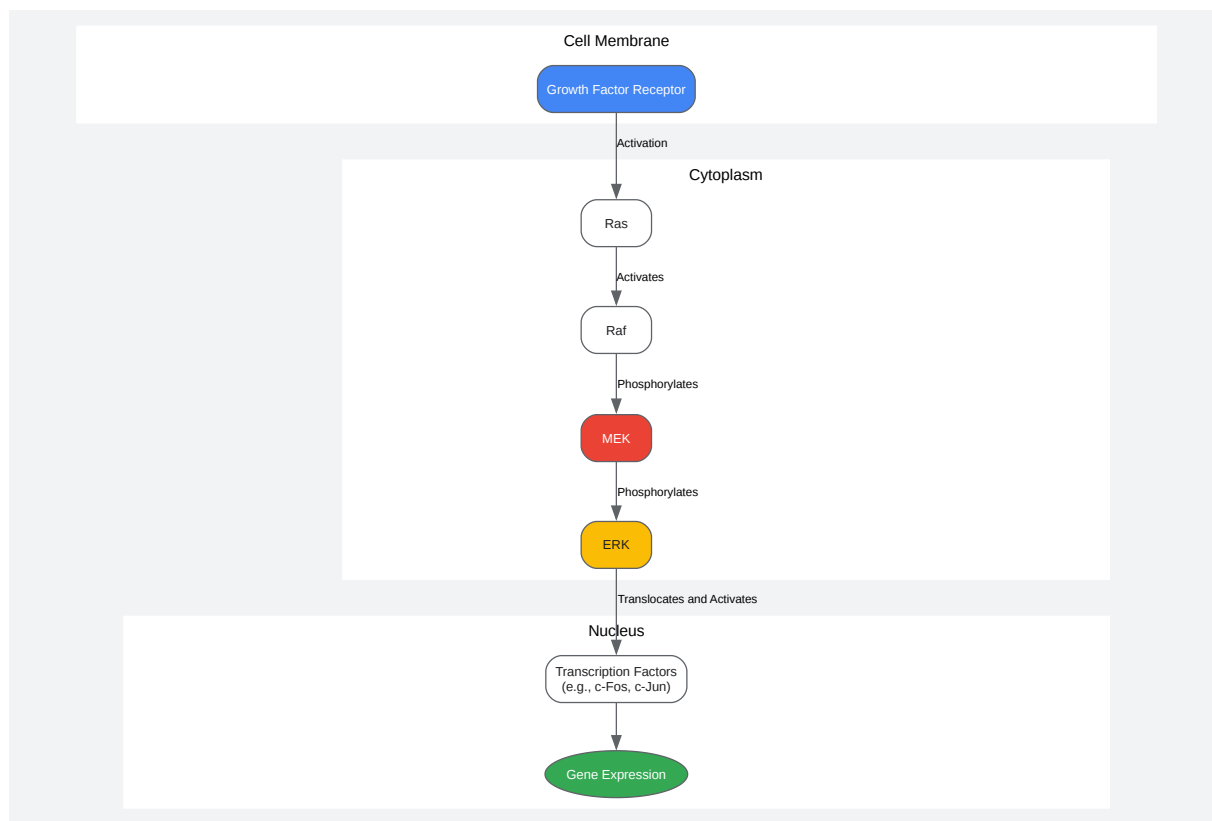 Cell Membrane
Growth Factor Receptor
Activation
Cytoplasm
Ras
Activates
Raf
Phosphorylates
MEK
Phosphorylates
ERK
Translocates and Activates
Nucleus
Transcription Factors
(e.g., c-Fos, c-Jun)
Gene Expression